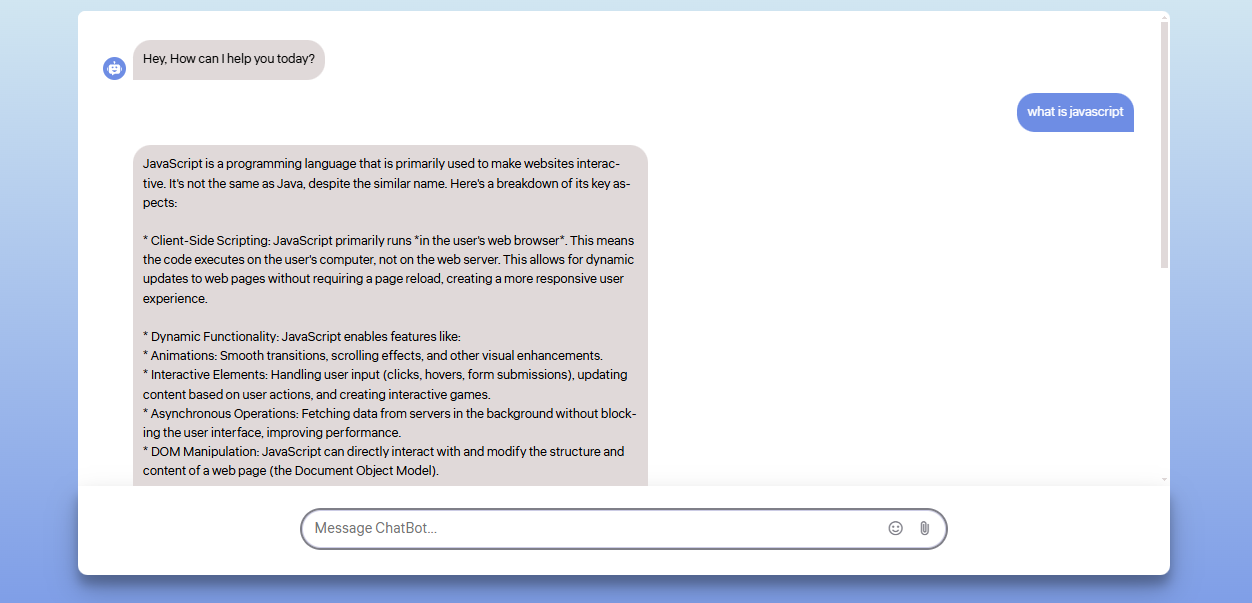 Hey, How can I help you today?
what is javascript
JavaScript is a programming language that is primarily used to make websites interac-
tive. It's not the same as Java, despite the similar name. Here's a breakdown of its key as-
pects:
* Client-Side Scripting: JavaScript primarily runs *in the user's web browser*. This means
the code executes on the user's computer, not on the web server. This allows for dynamic
updates to web pages without requiring a page reload, creating a more responsive user
experience.
* Dynamic Functionality: JavaScript enables features like:
* Animations: Smooth transitions, scrolling effects, and other visual enhancements.
* Interactive Elements: Handling user input (clicks, hovers, form submissions), updating
content based on user actions, and creating interactive games.
* Asynchronous Operations: Fetching data from servers in the background without block-
ing the user interface, improving performance.
* DOM Manipulation: JavaScript can directly interact with and modify the structure and
content of a web page (the Document Object Model).
Message ChatBot...